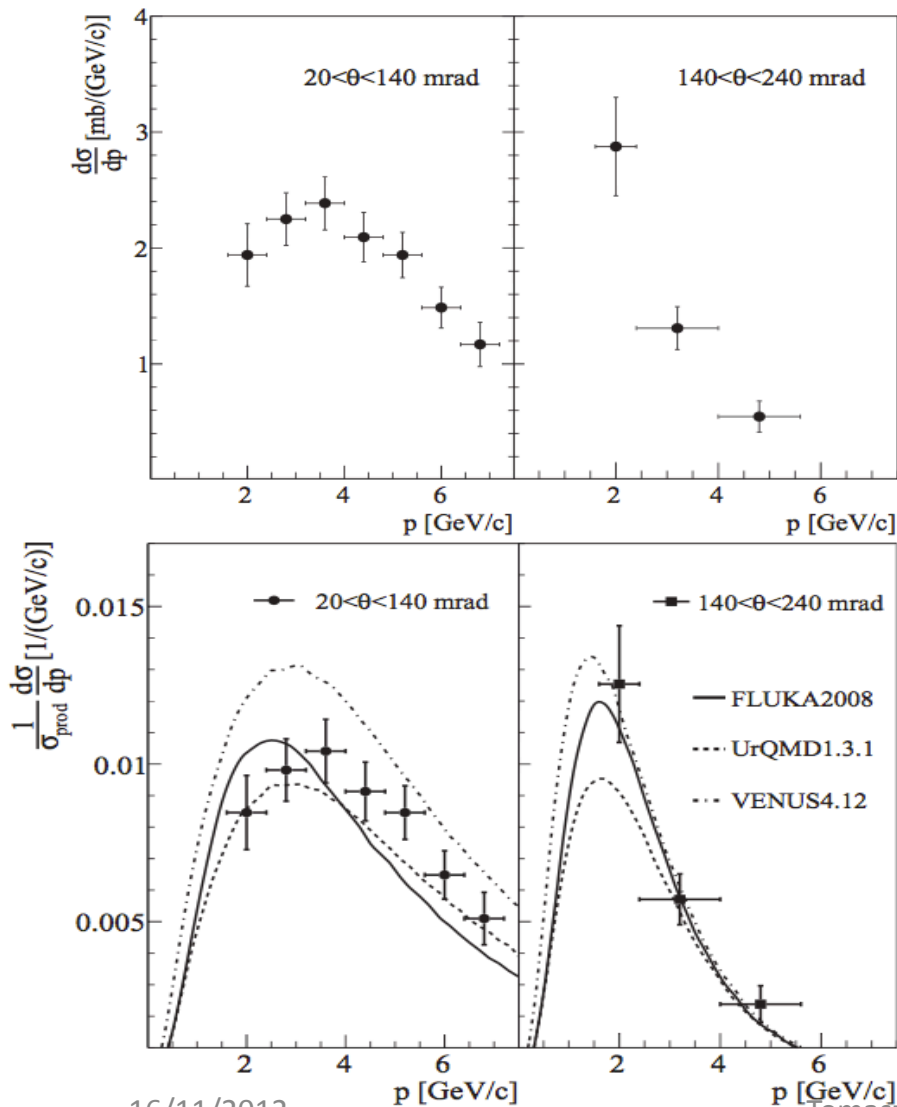 4
3
2
1
dσ/dp [mb/(GeV/c)]
20<θ<140 mrad
140<θ<240 mrad
2 4 6
2 4 6
p [GeV/c]
p [GeV/c]
1/σprod dσ/dp [1/(GeV/c)]
0.015
0.010
0.005
20<θ<140 mrad
140<θ<240 mrad
FLUKA2008
UrQMD1.3.1
VENUS4.12
2 4 6
2 4 6
p [GeV/c]
p [GeV/c]